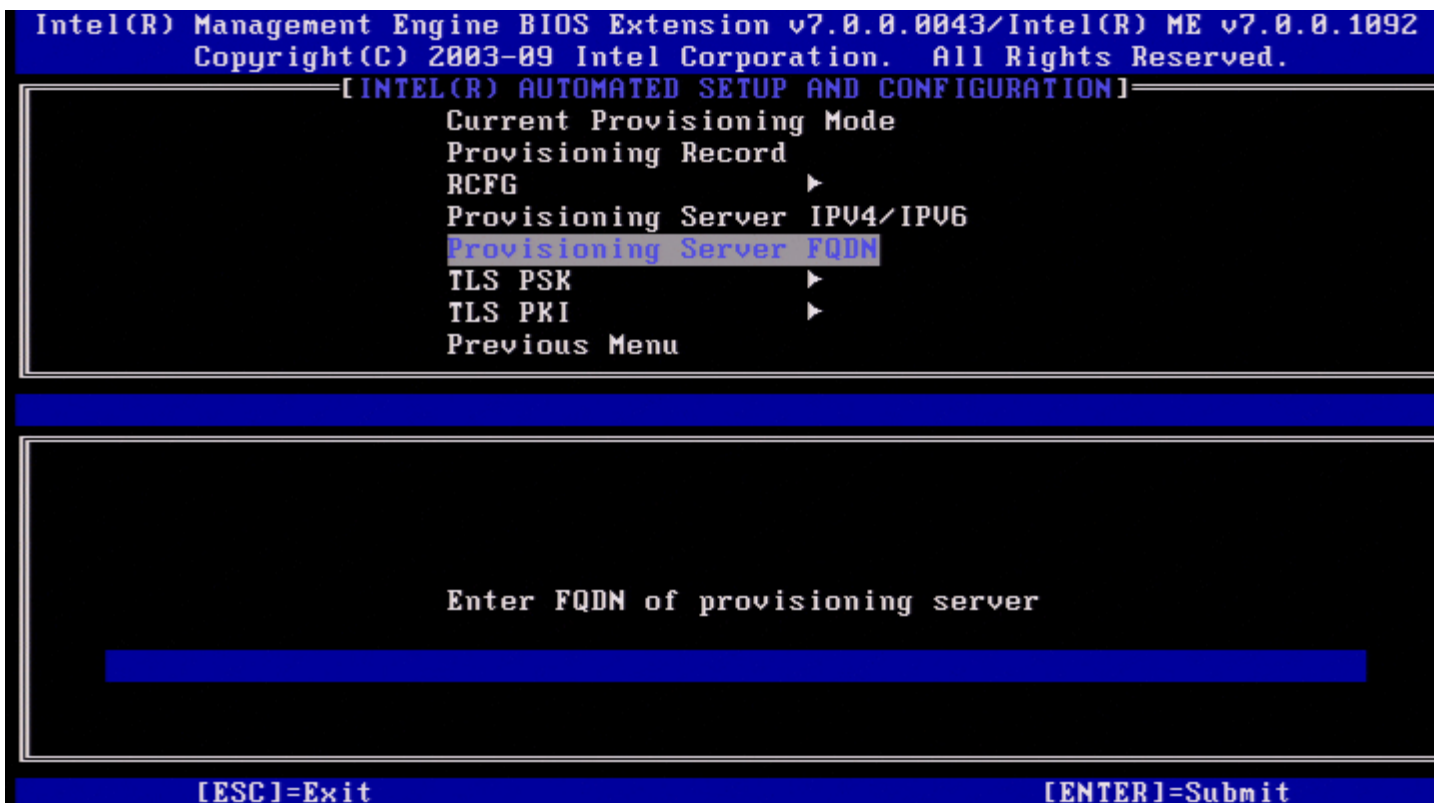 Intel(R) Management Engine BIOS Extension v7.0.0.0043/Intel(R) ME v7.0.0.1092
Copyright(C) 2003-09 Intel Corporation. All Rights Reserved.
[INTEL(R) AUTOMATED SETUP AND CONFIGURATION]
Current Provisioning Mode
Provisioning Record
RCFG ►
Provisioning Server IPV4/IPV6
Provisioning Server FQDN
TLS PSK ►
TLS PKI ►
Previous Menu
Enter FQDN of provisioning server
[ESC]=Exit [ENTER]=Submit